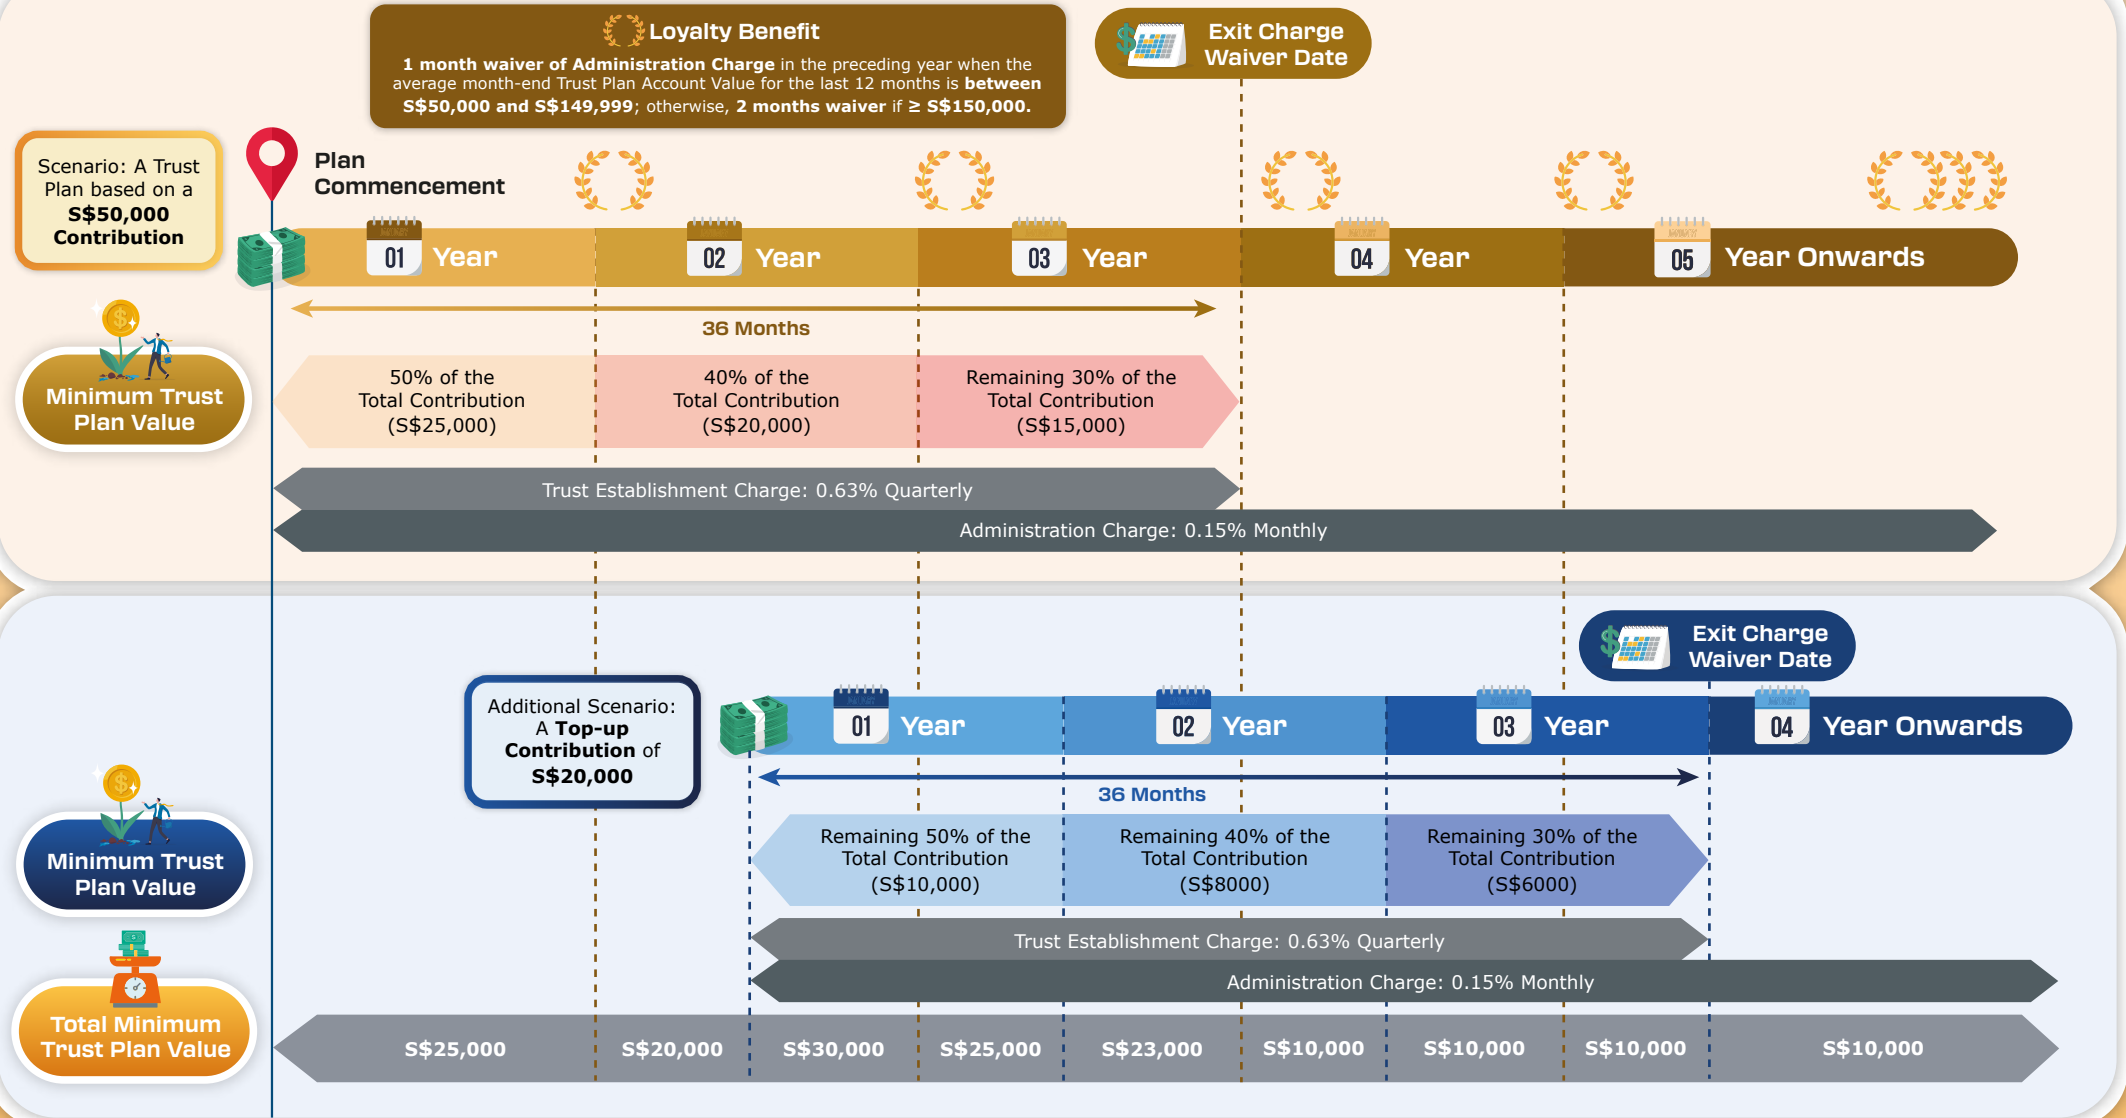 Loyalty Benefit
1 month waiver of Administration Charge in the preceding year when the
average month-end Trust Plan Account Value for the last 12 months is between
S$50,000 and S$149,999; otherwise, 2 months waiver if ≥ S$150,000.
Exit Charge
Waiver Date
Scenario: A Trust
Plan based on a
S$50,000
Contribution
Plan
Commencement
01 Year
02 Year
03 Year
04 Year
05 Year Onwards
36 Months
Minimum Trust
Plan Value
50% of the
Total Contribution
(S$25,000)
40% of the
Total Contribution
(S$20,000)
Remaining 30% of the
Total Contribution
(S$15,000)
Trust Establishment Charge: 0.63% Quarterly
Administration Charge: 0.15% Monthly
Exit Charge
Waiver Date
Additional Scenario:
A Top-up
Contribution of
S$20,000
01 Year
02 Year
03 Year
04 Year Onwards
36 Months
Minimum Trust
Plan Value
Remaining 50% of the
Total Contribution
(S$10,000)
Remaining 40% of the
Total Contribution
(S$8000)
Remaining 30% of the
Total Contribution
(S$6000)
Trust Establishment Charge: 0.63% Quarterly
Administration Charge: 0.15% Monthly
Total Minimum
Trust Plan Value
S$25,000
S$20,000
S$30,000
S$25,000
S$23,000
S$10,000
S$10,000
S$10,000
S$10,000